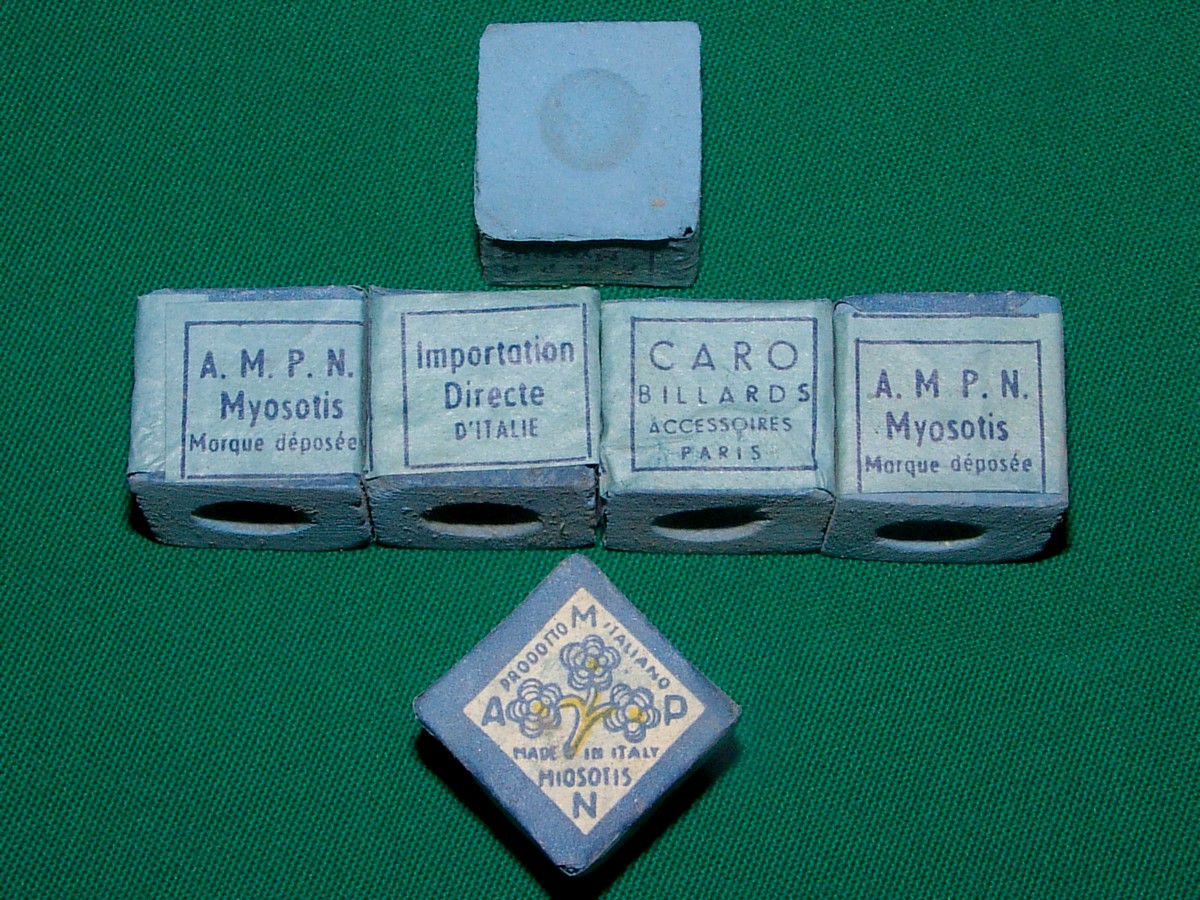 A. M. P. N.
Myosotis
Marque déposée
Importation
Directe
D'ITALIE
CARO
BILLARDS
ACCESSOIRES
PARIS
A. M P. N.
Myosotis
Marque déposée
M
PRODOTTO ITALIANO
A P
MADE IN ITALY
MIOSOTIS
N